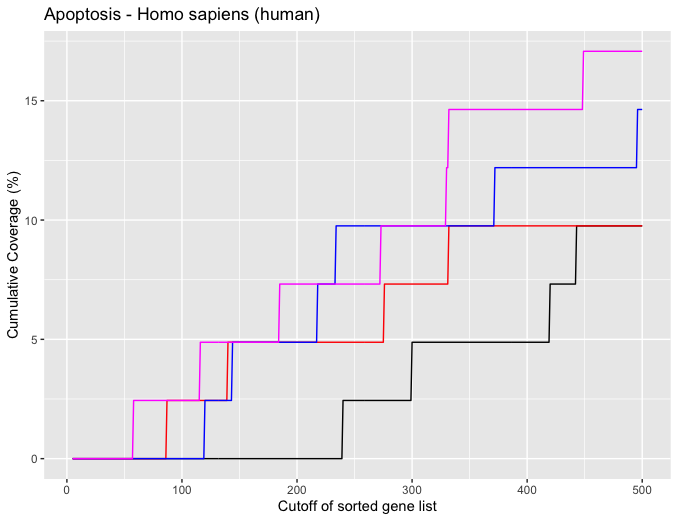 Apoptosis - Homo sapiens (human)
Cumulative Coverage (%)
15
10
5
0
0 100 200 300 400 500
Cutoff of sorted gene list